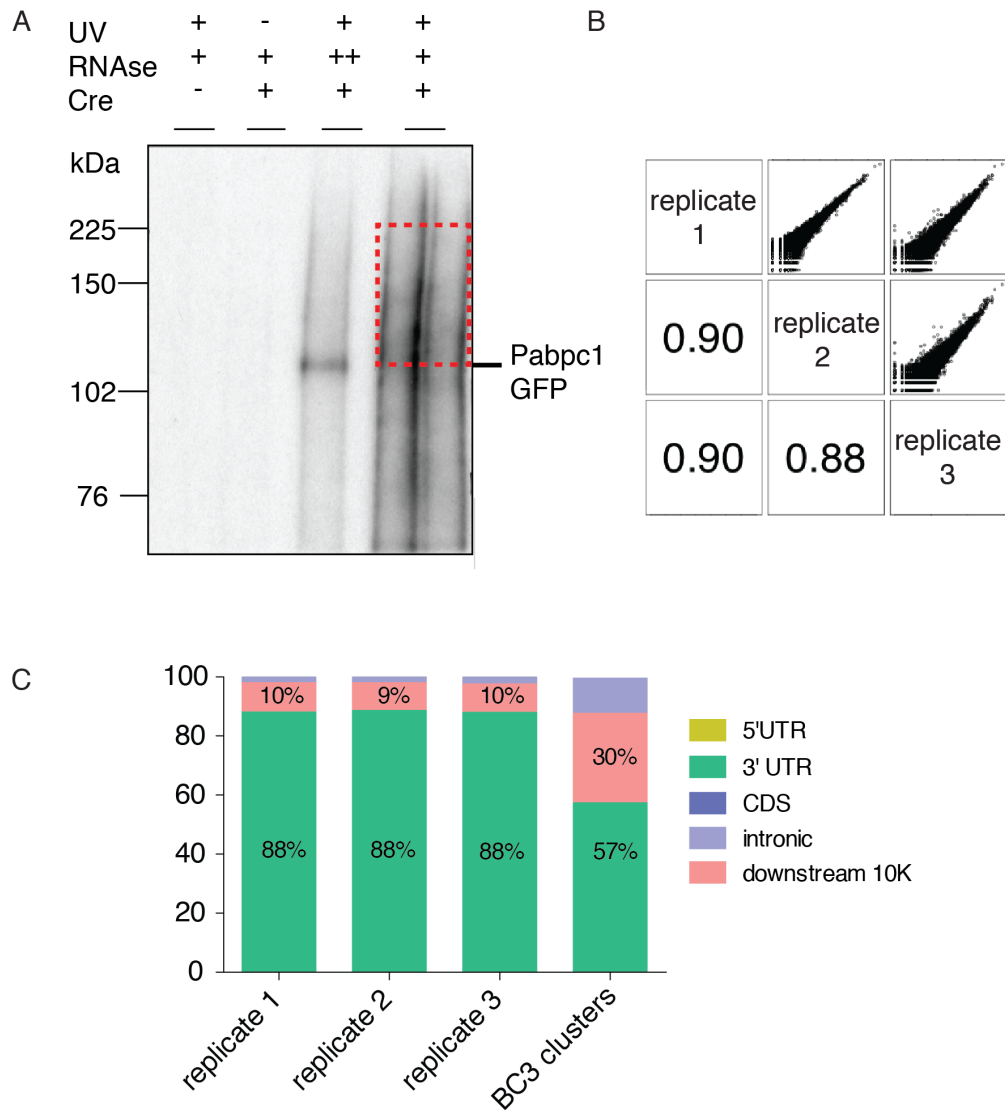 A
UV + - + +
RNAse + + ++ +
Cre - + + +
kDa
225
150
102
76
Pabpc1
GFP
B
replicate
1
0.90
replicate
2
0.90
0.88
replicate
3
C
100
80
60
40
20
0
10%
9%
10%
30%
88%
88%
88%
57%
replicate 1
replicate 2
replicate 3
BC3 clusters
5'UTR
3' UTR
CDS
intronic
downstream 10K